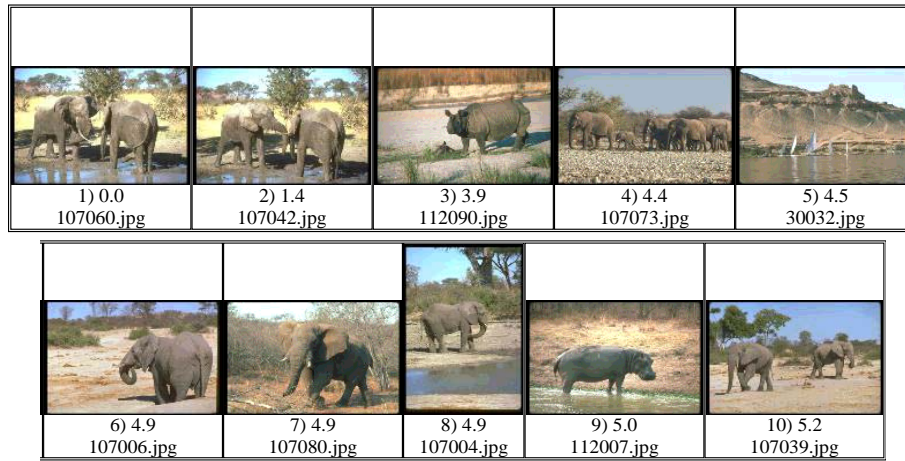 1) 0.0
107060.jpg
2) 1.4
107042.jpg
3) 3.9
112090.jpg
4) 4.4
107073.jpg
5) 4.5
30032.jpg
6) 4.9
107006.jpg
7) 4.9
107080.jpg
8) 4.9
107004.jpg
9) 5.0
112007.jpg
10) 5.2
107039.jpg